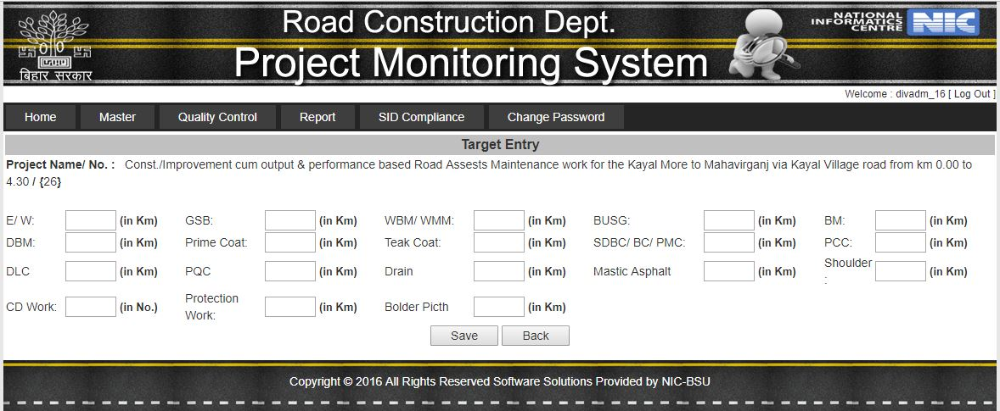 बिहार सरकार
Road Construction Dept.
Project Monitoring System
NATIONAL
INFORMATICS
CENTRE
NIC
Welcome : divadm_16 [ Log Out ]
Home Master Quality Control Report SID Compliance Change Password
Target Entry
Project Name/ No. : Const./Improvement cum output & performance based Road Assests Maintenance work for the Kayal More to Mahavirganj via Kayal Village road from km 0.00 to
4.30 / {26}
E/ W: (in Km) GSB: (in Km) WBM/ WMM: (in Km) BUSG: (in Km) BM: (in Km)
DBM: (in Km) Prime Coat: (in Km) Teak Coat: (in Km) SDBC/ BC/ PMC: (in Km) PCC: (in Km)
DLC (in Km) PQC (in Km) Drain (in Km) Mastic Asphalt (in Km) Shoulder
: (in Km)
CD Work: (in No.) Protection
Work: (in Km) Bolder Picth (in Km)
Save Back
Copyright © 2016 All Rights Reserved Software Solutions Provided by NIC-BSU